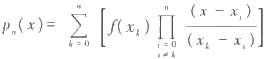 pₙ(x) = ∑ₖ₌₀ⁿ [ f(xₖ) ∏ᵢ₌₀, ᵢ≠ₖⁿ (x − xᵢ) / (xₖ − xᵢ) ]